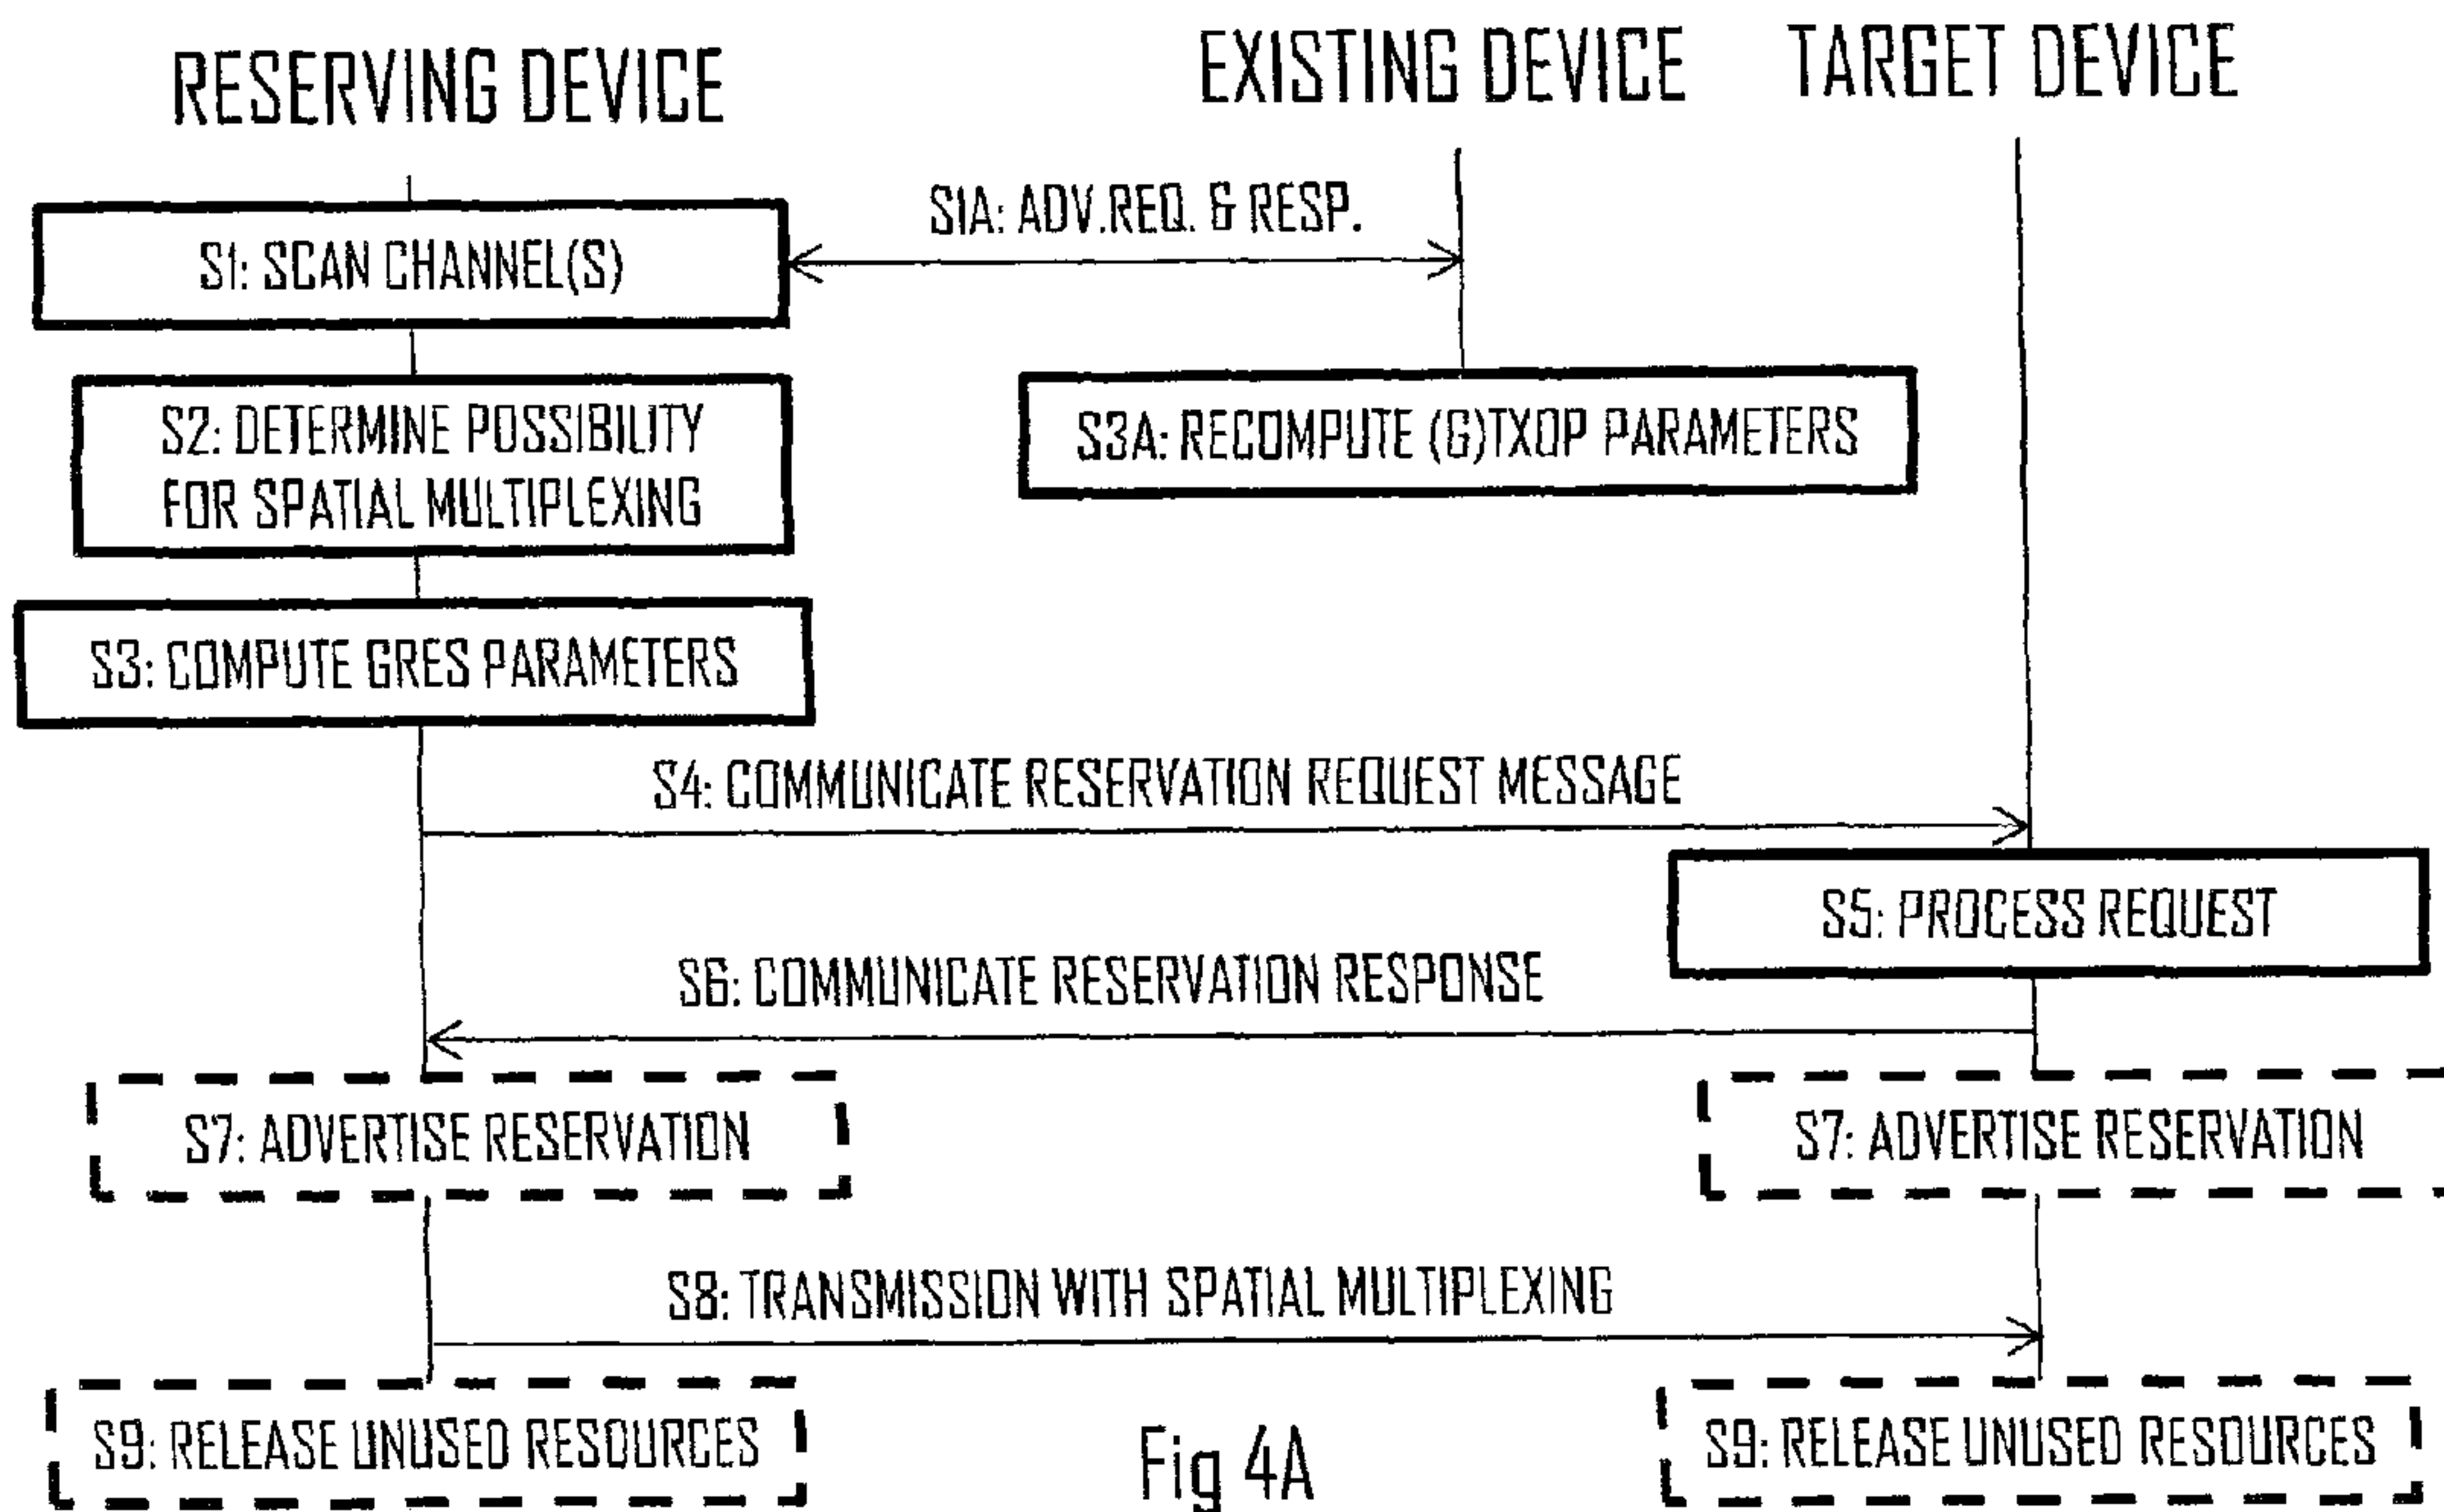 RESERVING DEVICE
EXISTING DEVICE
TARGET DEVICE
S1A: ADV.REQ. & RESP.
S1: SCAN CHANNEL(S)
S2: DETERMINE POSSIBILITY
FOR SPATIAL MULTIPLEXING
S3A: RECOMPUTE (G)TXOP PARAMETERS
S3: COMPUTE GRES PARAMETERS
S4: COMMUNICATE RESERVATION REQUEST MESSAGE
S5: PROCESS REQUEST
S6: COMMUNICATE RESERVATION RESPONSE
S7: ADVERTISE RESERVATION
S7: ADVERTISE RESERVATION
S8: TRANSMISSION WITH SPATIAL MULTIPLEXING
S9: RELEASE UNUSED RESOURCES
S9: RELEASE UNUSED RESOURCES
Fig 4A